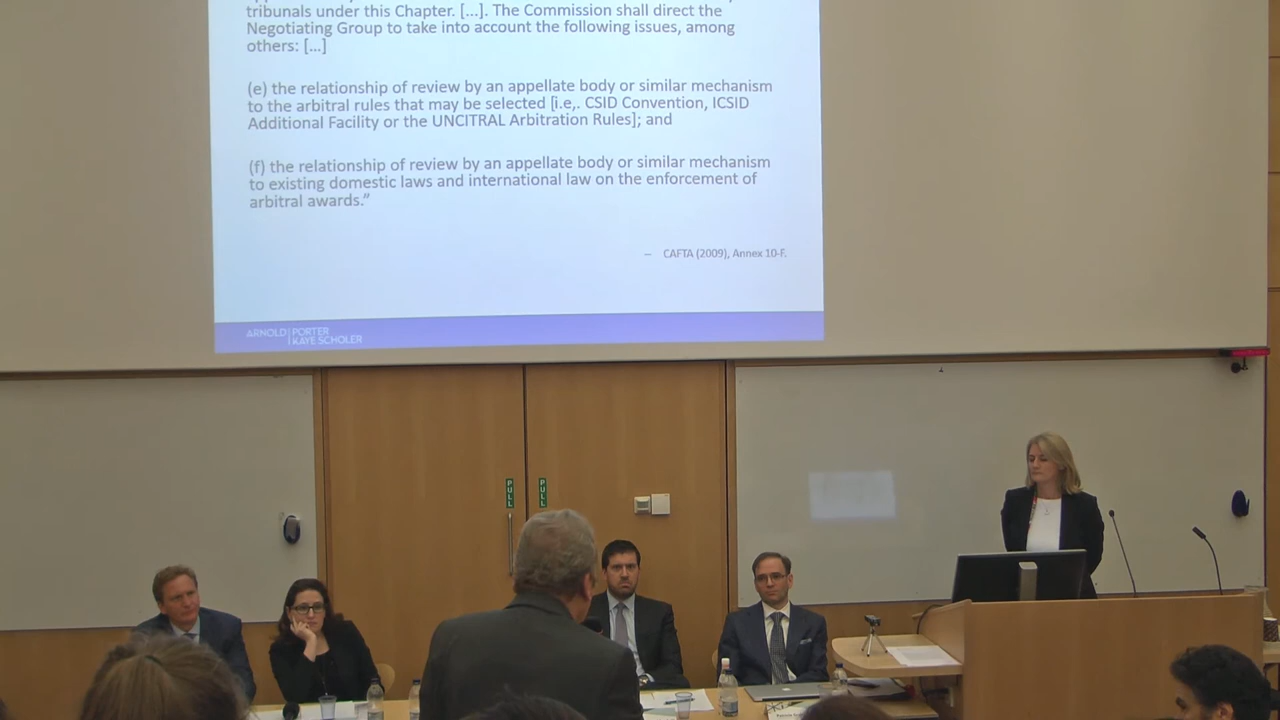 tribunals under this Chapter. [...]. The Commission shall direct the
Negotiating Group to take into account the following issues, among
others: [...]
(e) the relationship of review by an appellate body or similar mechanism
to the arbitral rules that may be selected [i.e,. CSID Convention, ICSID
Additional Facility or the UNCITRAL Arbitration Rules]; and
(f) the relationship of review by an appellate body or similar mechanism
to existing domestic laws and international law on the enforcement of
arbitral awards.”
— CAFTA (2009), Annex 10-F.
ARNOLD PORTER
KAYE SCHOLER
PULL
PULL